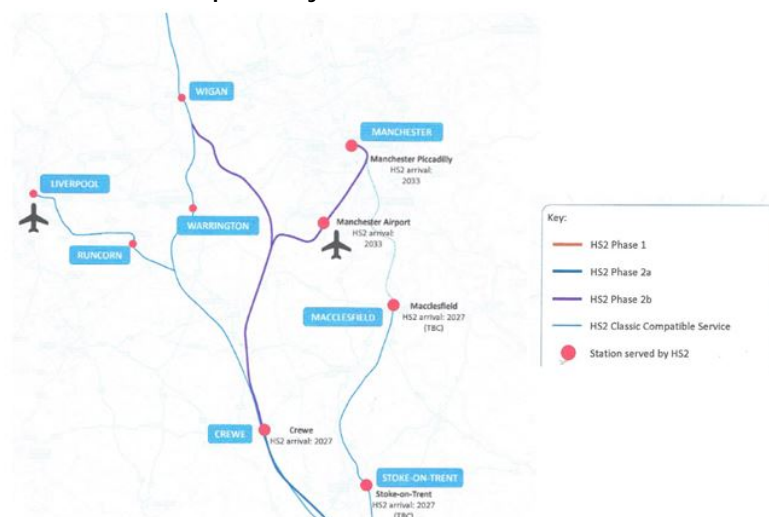 WIGAN
MANCHESTER
Manchester Piccadilly
HS2 arrival:
2033
LIVERPOOL
WARRINGTON
Manchester Airport
HS2 arrival:
2033
RUNCORN
Key:
HS2 Phase 1
HS2 Phase 2a
HS2 Phase 2b
HS2 Classic Compatible Service
Station served by HS2
MACCLESFIELD
Macclesfield
HS2 arrival: 2027
(TBC)
CREWE
Crewe
HS2 arrival: 2027
STOKE-ON-TRENT
Stoke-on-Trent
HS2 arrival: 2027
(TBC)